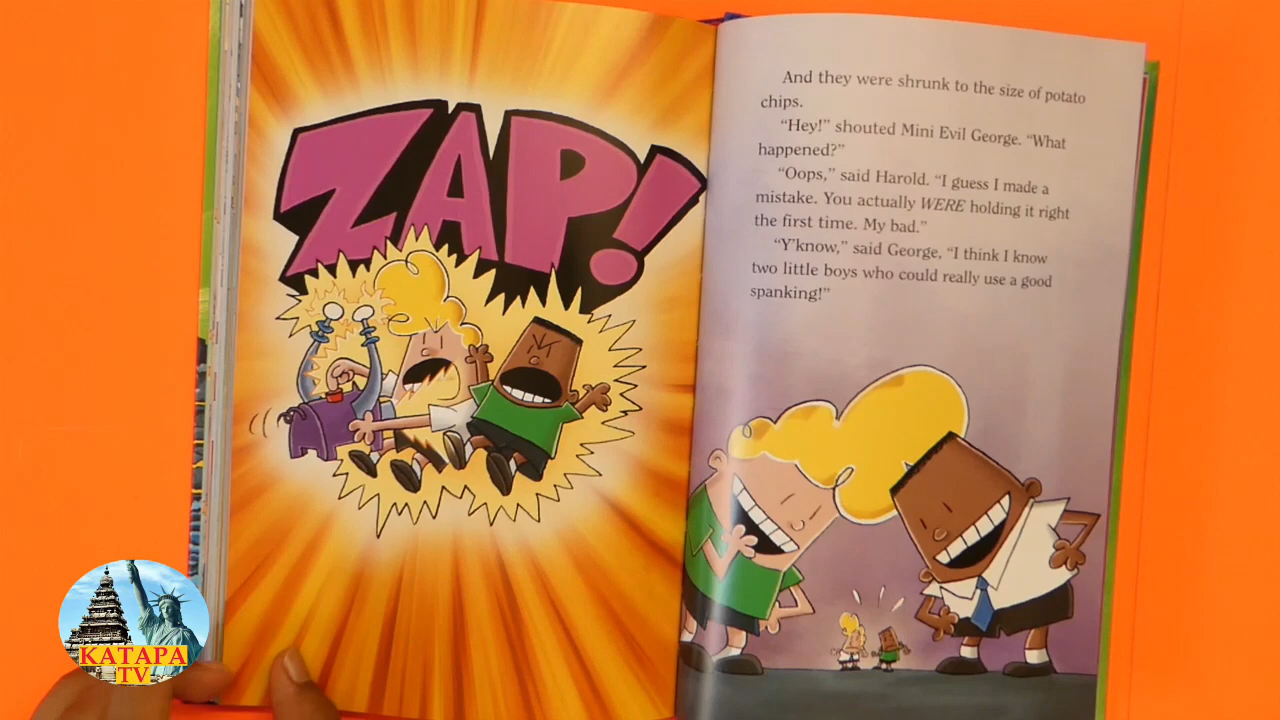 ZAP!
And they were shrunk to the size of potato
chips.
“Hey!” shouted Mini Evil George. “What
happened?”
“Oops,” said Harold. “I guess I made a
mistake. You actually WERE holding it right
the first time. My bad.”
“Y’know,” said George, “I think I know
two little boys who could really use a good
spanking!”
KATAPA
TV